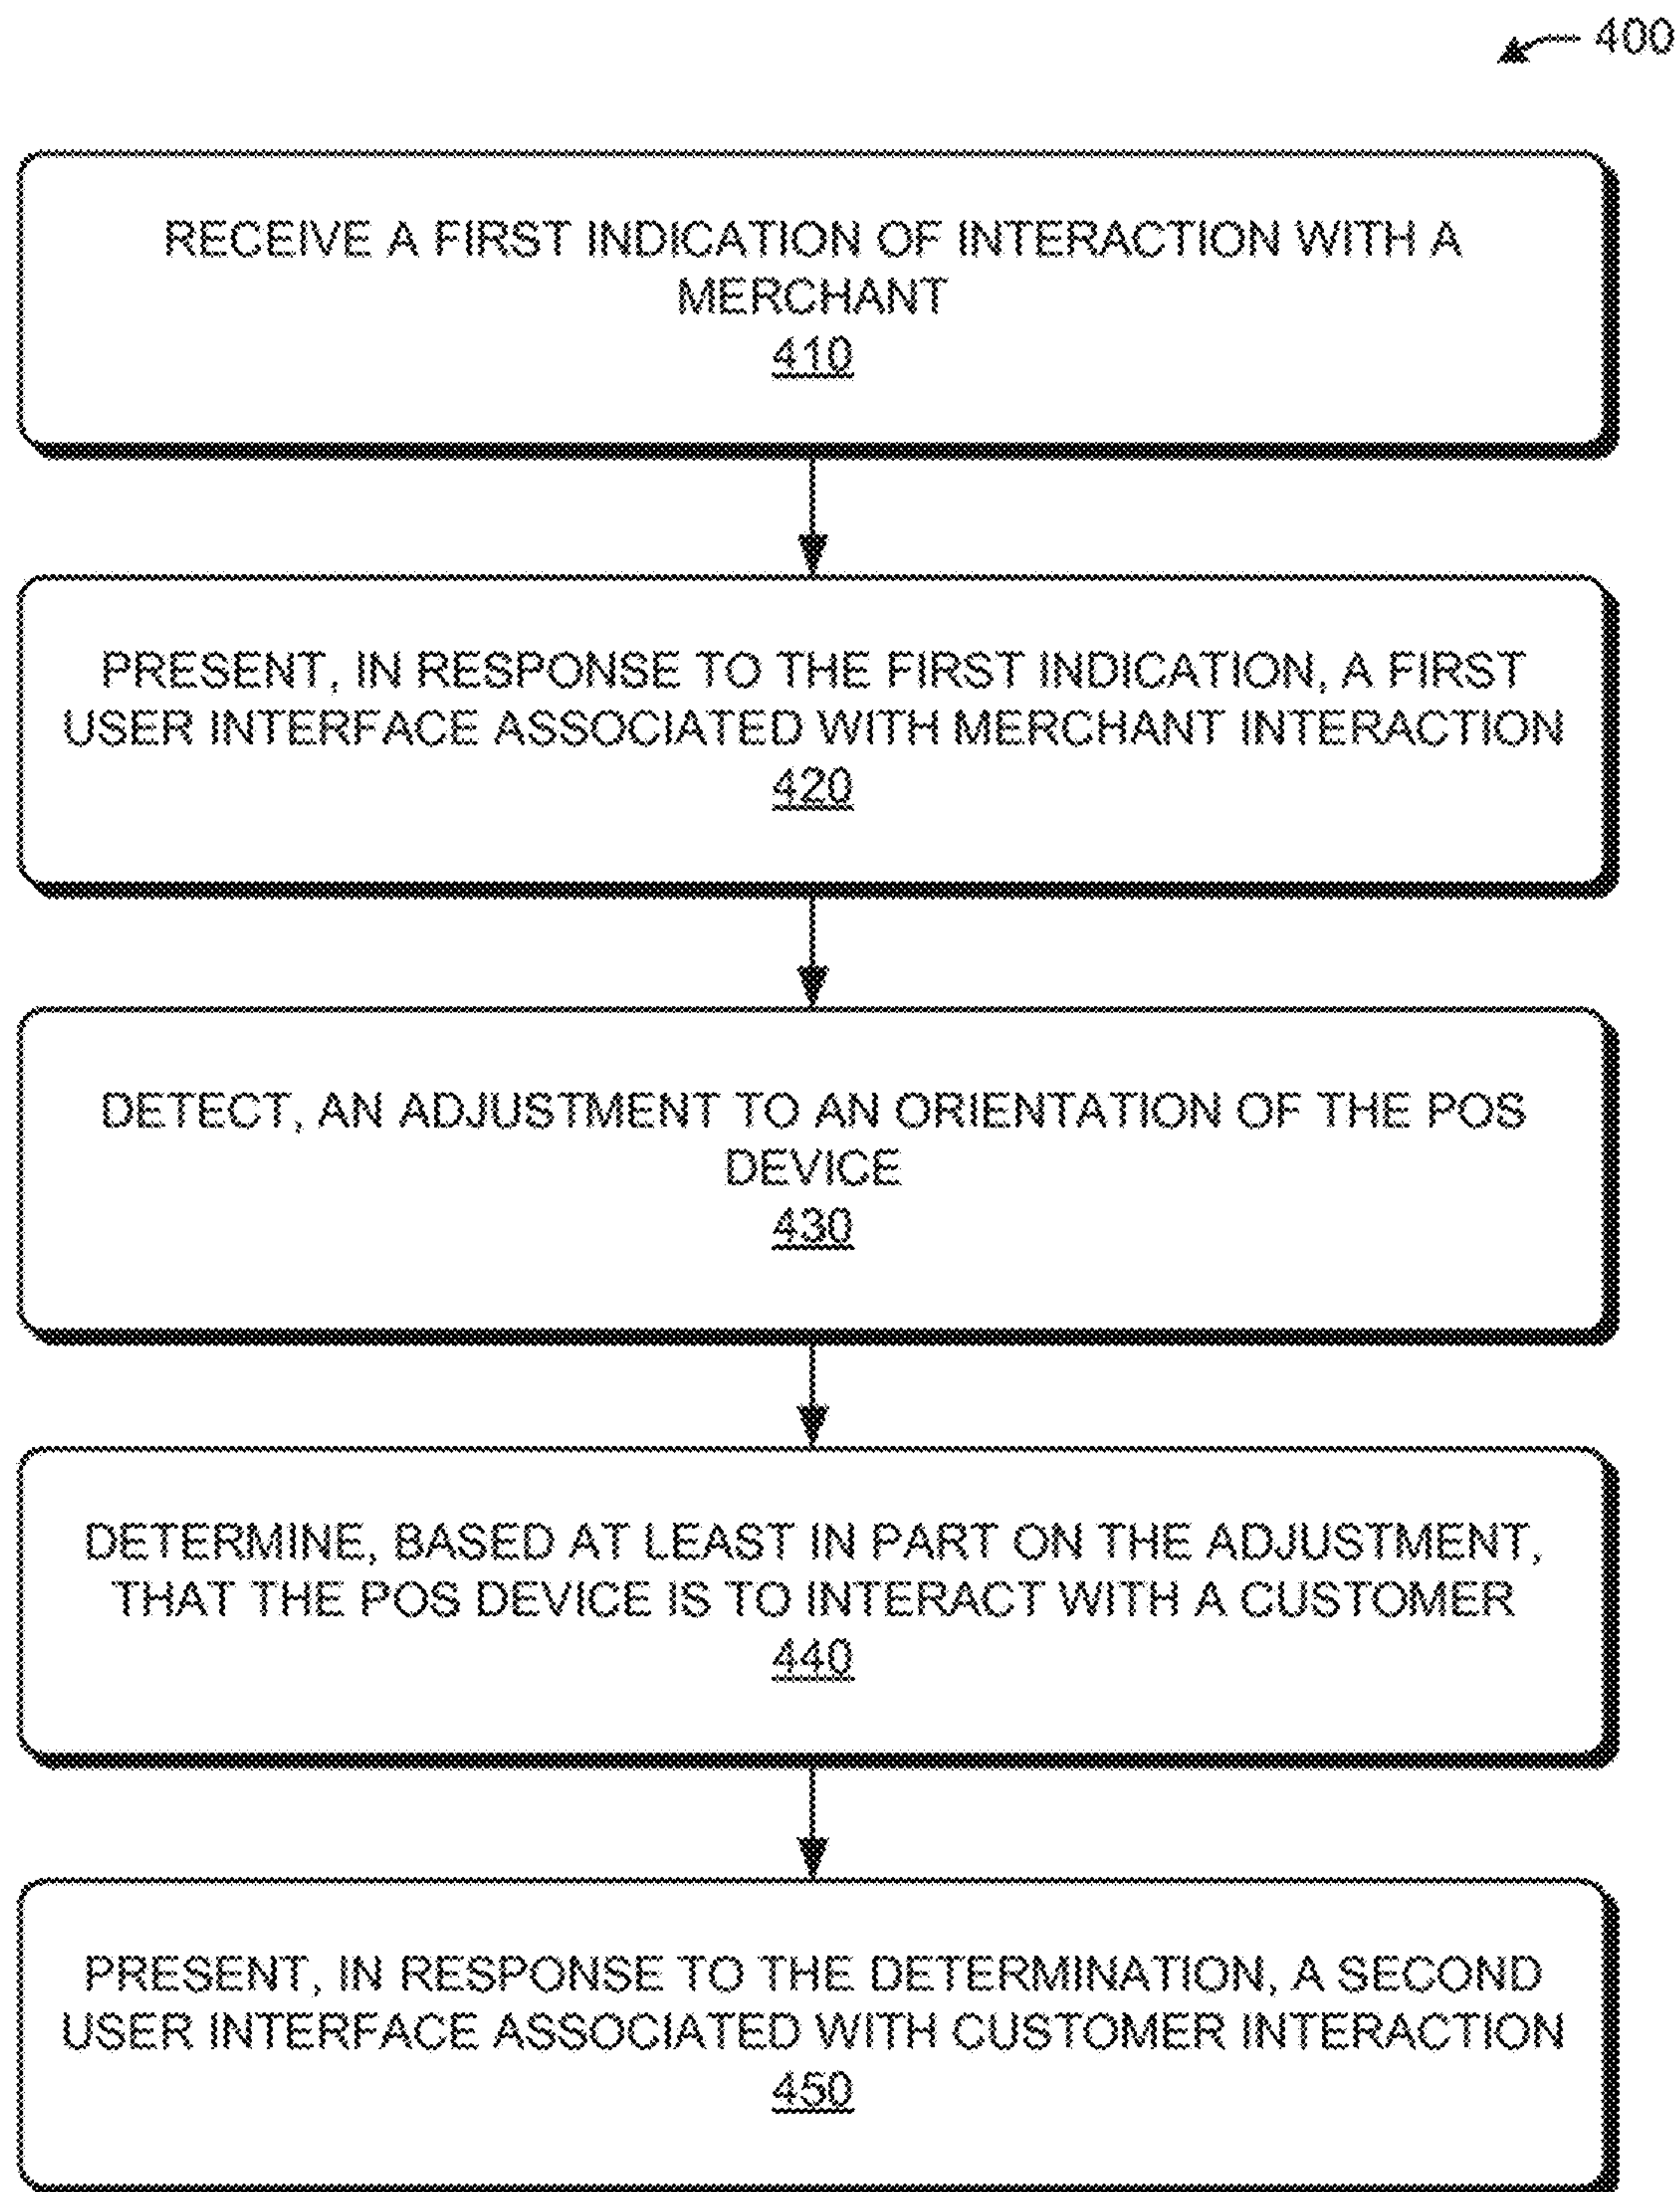 400
RECEIVE A FIRST INDICATION OF INTERACTION WITH A
MERCHANT
410
PRESENT, IN RESPONSE TO THE FIRST INDICATION, A FIRST
USER INTERFACE ASSOCIATED WITH MERCHANT INTERACTION
420
DETECT, AN ADJUSTMENT TO AN ORIENTATION OF THE POS
DEVICE
430
DETERMINE, BASED AT LEAST IN PART ON THE ADJUSTMENT,
THAT THE POS DEVICE IS TO INTERACT WITH A CUSTOMER
440
PRESENT, IN RESPONSE TO THE DETERMINATION, A SECOND
USER INTERFACE ASSOCIATED WITH CUSTOMER INTERACTION
450